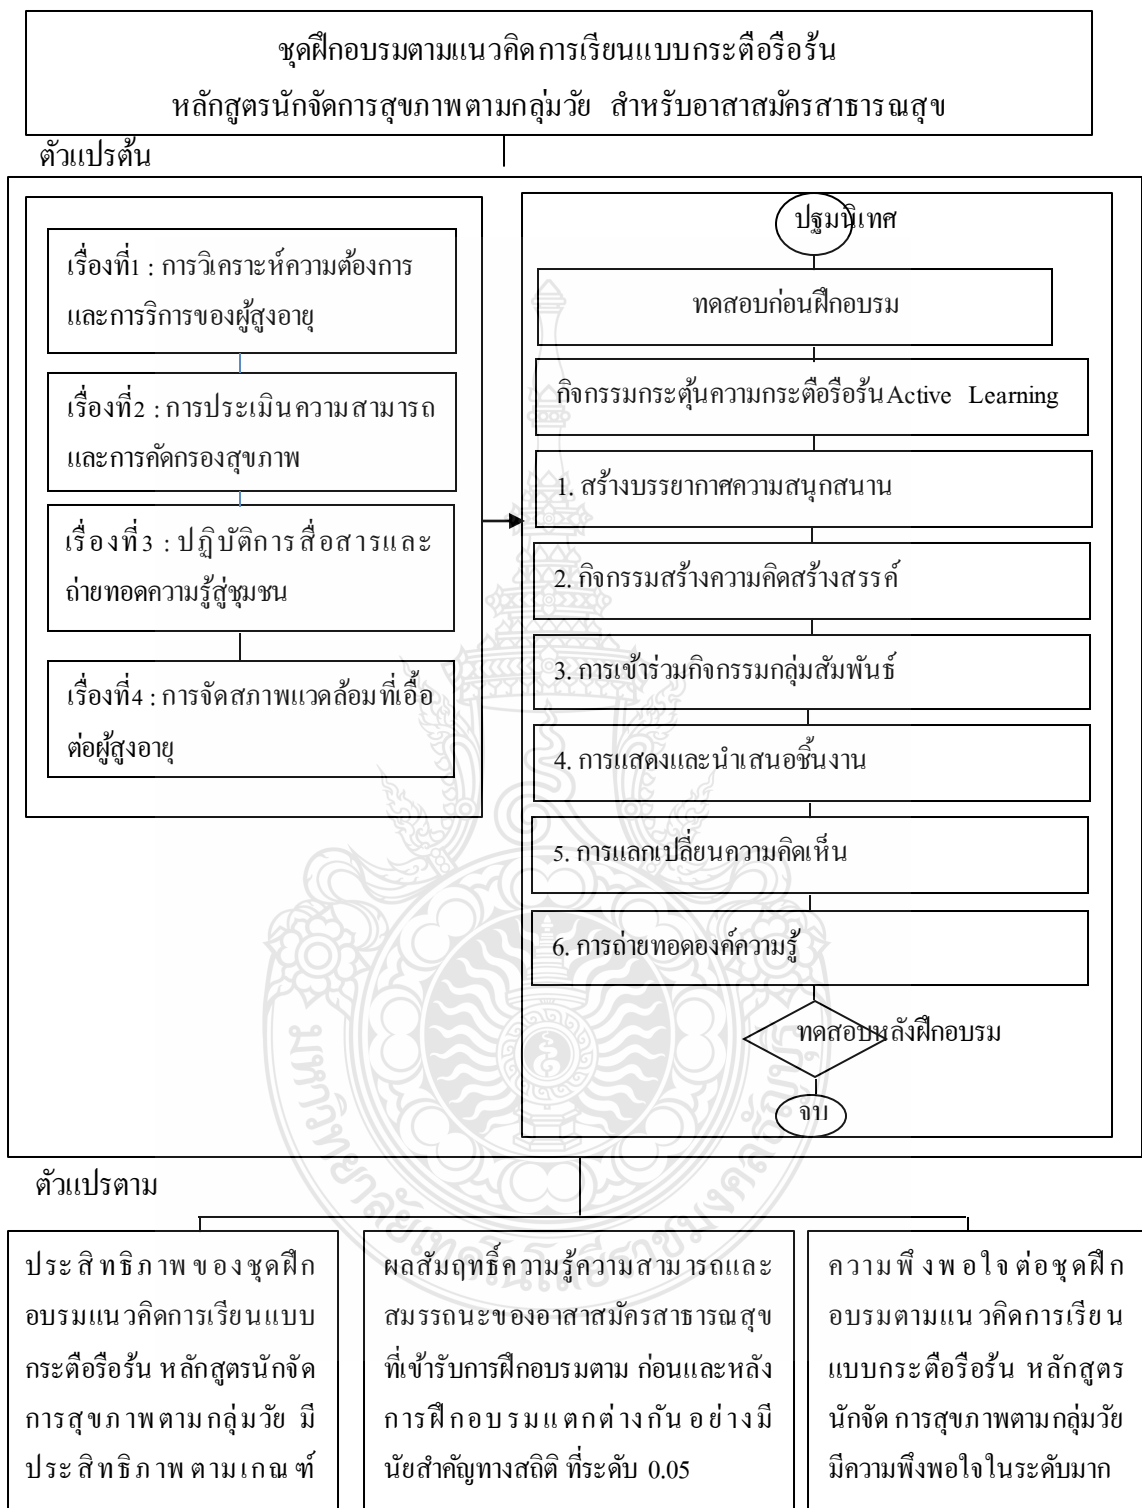 ชุดฝึกอบรมตามแนวคิดการเรียนแบบกระตือรือร้น
หลักสูตรนักจัดการสุขภาพตามกลุ่มวัย สำหรับอาสาสมัครสาธารณสุข
ตัวแปรต้น
เรื่องที่1 : การวิเคราะห์ความต้องการ
และการริการของผู้สูงอายุ
เรื่องที่2 : การประเมินความสามารถ
และการคัดกรองสุขภาพ
เรื่องที่3 : ปฏิบัติการสื่อสารและ
ถ่ายทอดความรู้สู่ชุมชน
เรื่องที่4 : การจัดสภาพแวดล้อมที่เอื้อ
ต่อผู้สูงอายุ
ปฐมนิเทศ
ทดสอบก่อนฝึกอบรม
กิจกรรมกระตุ้นความกระตือรือร้นActive Learning
1. สร้างบรรยากาศความสนุกสนาน
2. กิจกรรมสร้างความคิดสร้างสรรค์
3. การเข้าร่วมกิจกรรมกลุ่มสัมพันธ์
4. การแสดงและนำเสนอชิ้นงาน
5. การแลกเปลี่ยนความคิดเห็น
6. การถ่ายทอดองค์ความรู้
ทดสอบหลังฝึกอบรม
จบ
มหาวิทยาลัยเทคโนโลยีราชมงคลธัญบุรี
ตัวแปรตาม
ประสิทธิภาพของชุดฝึก
อบรมแนวคิดการเรียนแบบ
กระตือรือร้น หลักสูตรนักจัด
การสุขภาพตามกลุ่มวัย มี
ประสิทธิภาพตามเกณฑ์
ผลสัมฤทธิ์ความรู้ความสามารถและ
สมรรถนะของอาสาสมัครสาธารณสุข
ที่เข้ารับการฝึกอบรมตาม ก่อนและหลัง
การฝึกอบรมแตกต่างกันอย่างมี
นัยสำคัญทางสถิติ ที่ระดับ 0.05
ความพึงพอใจต่อชุดฝึก
อบรมตามแนวคิดการเรียน
แบบกระตือรือร้น หลักสูตร
นักจัด การสุขภาพตามกลุ่มวัย
มีความพึงพอใจในระดับมาก